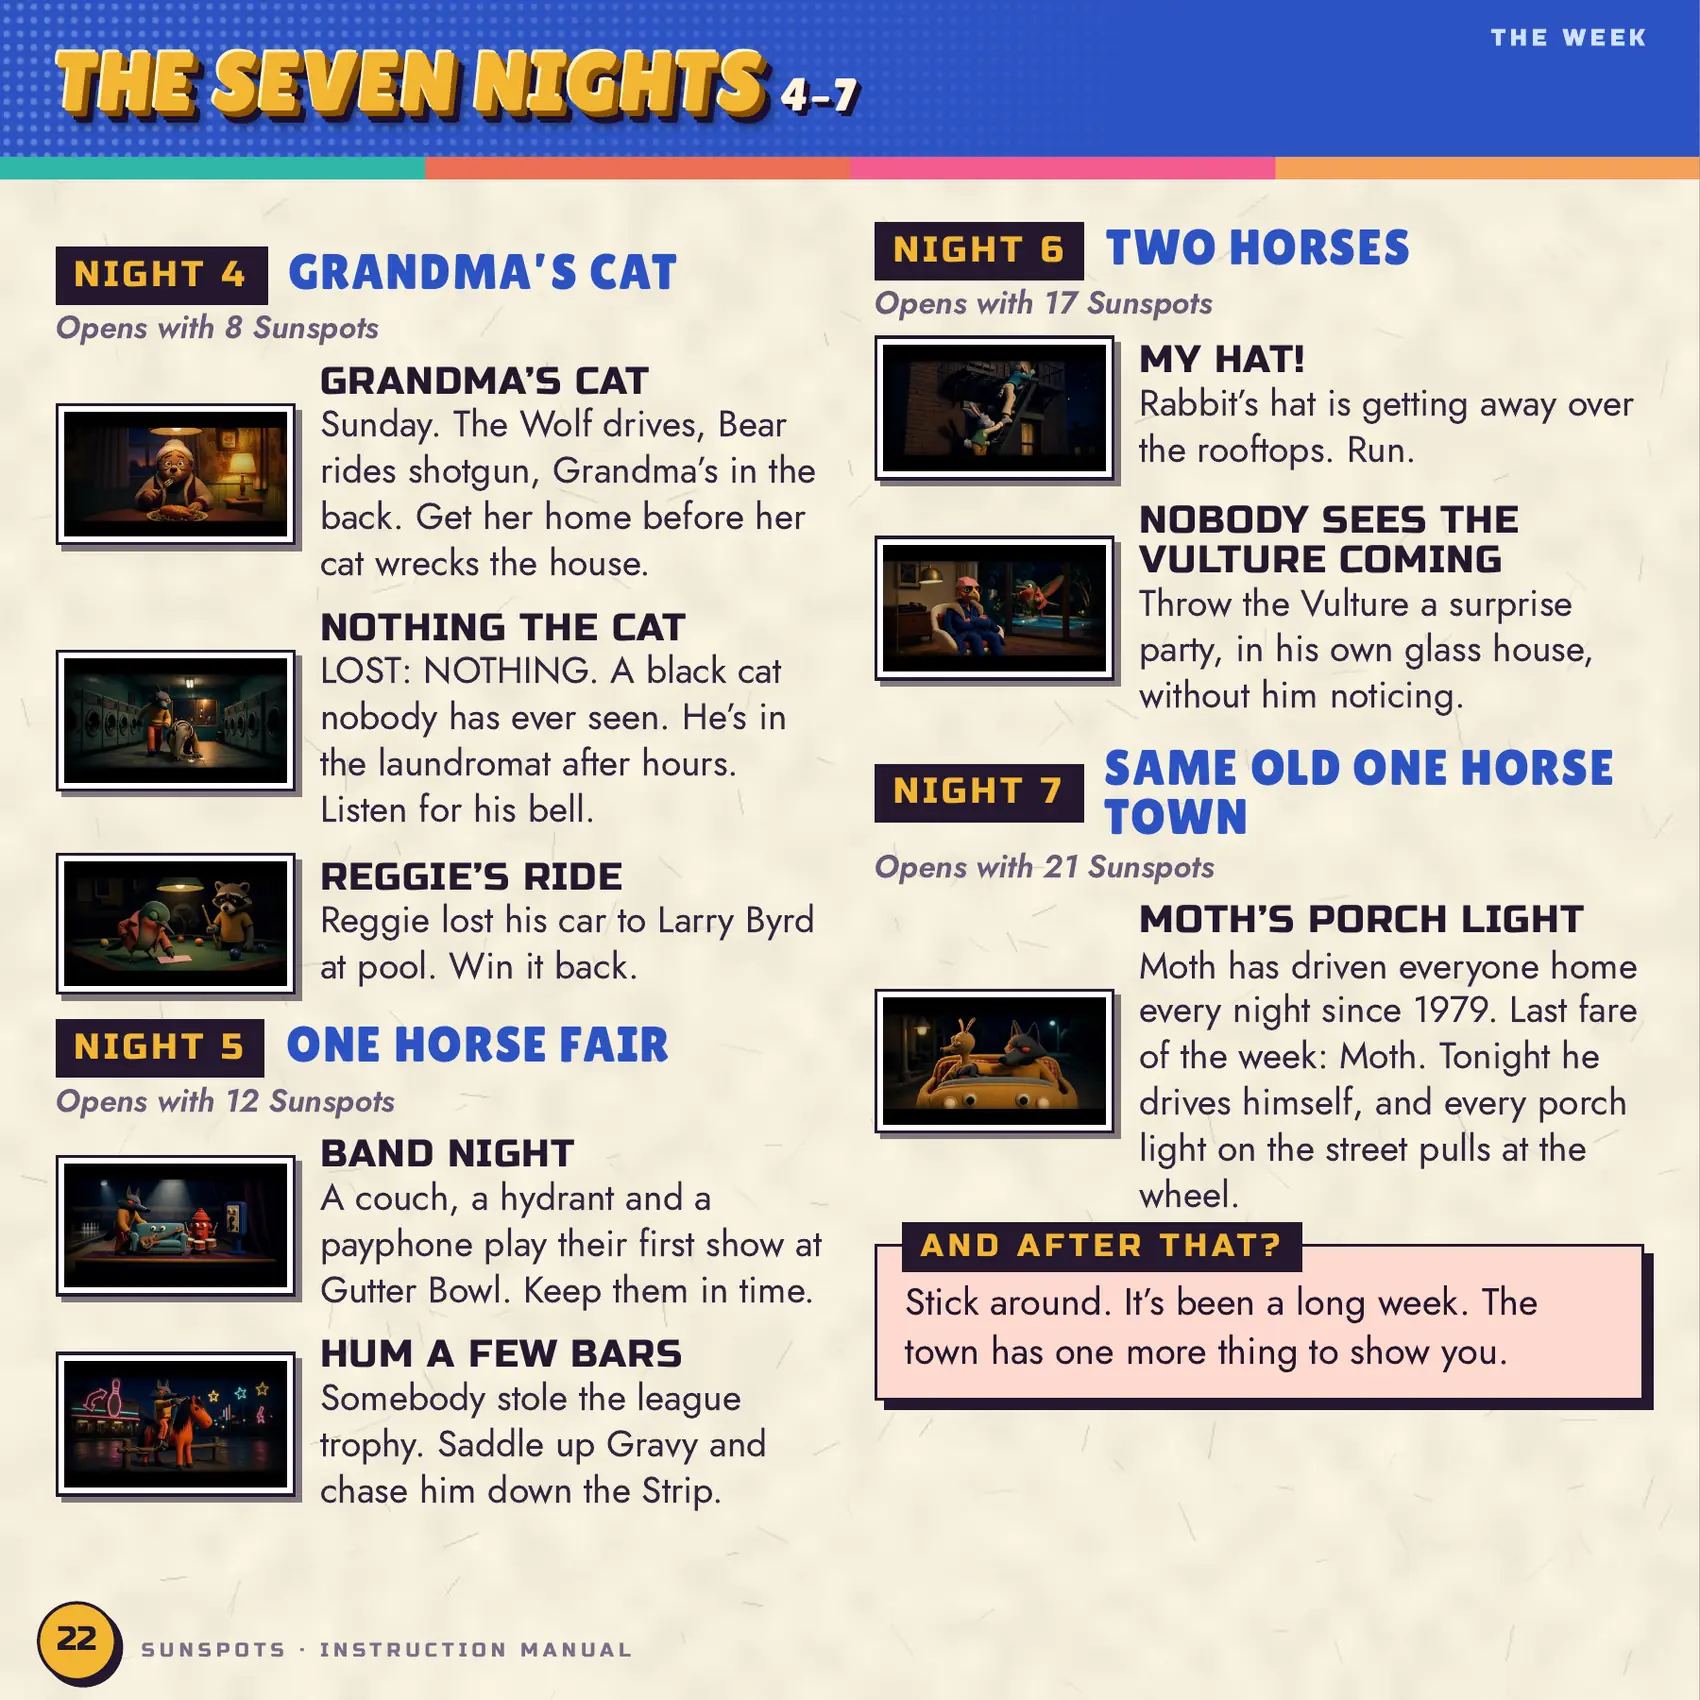 THE SEVEN NIGHTS 4–7
THE WEEK
NIGHT 4 GRANDMA'S CAT
Opens with 8 Sunspots
GRANDMA’S CAT
Sunday. The Wolf drives, Bear
rides shotgun, Grandma’s in the
back. Get her home before her
cat wrecks the house.
NOTHING THE CAT
LOST: NOTHING. A black cat
nobody has ever seen. He’s in
the laundromat after hours.
Listen for his bell.
REGGIE’S RIDE
Reggie lost his car to Larry Byrd
at pool. Win it back.
NIGHT 5 ONE HORSE FAIR
Opens with 12 Sunspots
BAND NIGHT
A couch, a hydrant and a
payphone play their first show at
Gutter Bowl. Keep them in time.
HUM A FEW BARS
Somebody stole the league
trophy. Saddle up Gravy and
chase him down the Strip.
NIGHT 6 TWO HORSES
Opens with 17 Sunspots
MY HAT!
Rabbit’s hat is getting away over
the rooftops. Run.
NOBODY SEES THE
VULTURE COMING
Throw the Vulture a surprise
party, in his own glass house,
without him noticing.
NIGHT 7 SAME OLD ONE HORSE
TOWN
Opens with 21 Sunspots
MOTH’S PORCH LIGHT
Moth has driven everyone home
every night since 1979. Last fare
of the week: Moth. Tonight he
drives himself, and every porch
light on the street pulls at the
wheel.
AND AFTER THAT?
Stick around. It’s been a long week. The
town has one more thing to show you.
22 SUNSPOTS · INSTRUCTION MANUAL